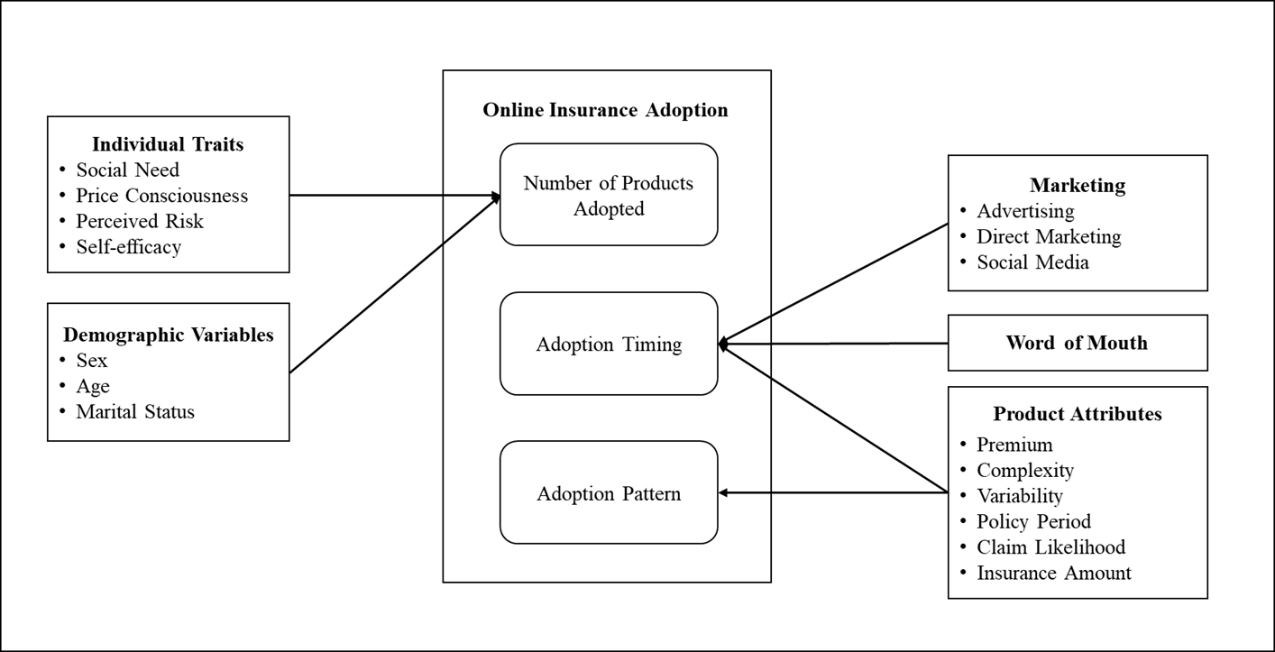 Individual Traits
• Social Need
• Price Consciousness
• Perceived Risk
• Self-efficacy
Demographic Variables
• Sex
• Age
• Marital Status
Online Insurance Adoption
Number of Products
Adopted
Adoption Timing
Adoption Pattern
Marketing
• Advertising
• Direct Marketing
• Social Media
Word of Mouth
Product Attributes
• Premium
• Complexity
• Variability
• Policy Period
• Claim Likelihood
• Insurance Amount